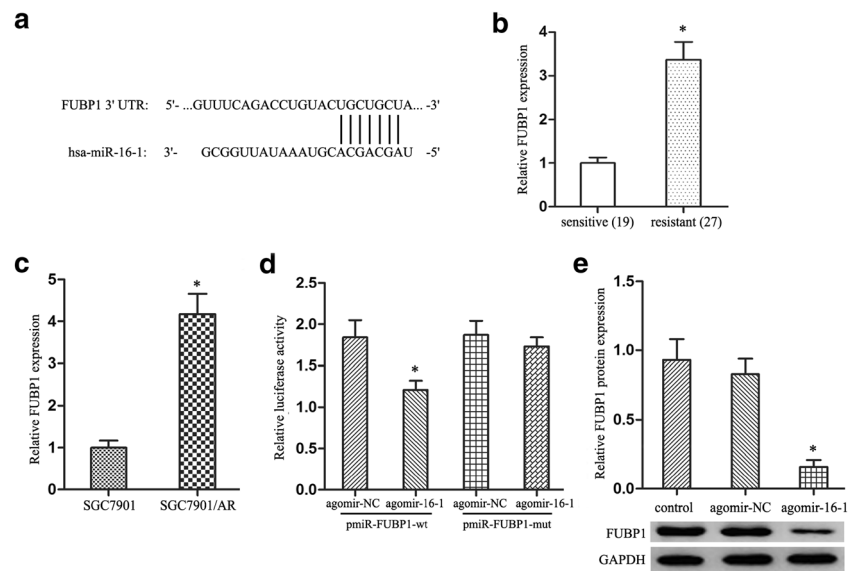 a
FUBP1 3' UTR: 5'- ...GUUUCAGACCUGUACUGCUGCUA... -3'
hsa-miR-16-1: 3'- GCGGUUAUAAAUGCACGACGAU -5'
b
Relative FUBP1 expression
4
3
2
1
0
*
sensitive (19) resistant (27)
c
Relative FUBP1 expression
5
4
3
2
1
0
*
SGC7901 SGC7901/AR
d
Relative luciferase activity
2.5
2.0
1.5
1.0
0.5
0.0
*
agomir-NC agomir-16-1 agomir-NC agomir-16-1
pmiR-FUBP1-wt pmiR-FUBP1-mut
e
Relative FUBP1 protein expression
1.5
1.0
0.5
0.0
*
control agomir-NC agomir-16-1
FUBP1
GAPDH